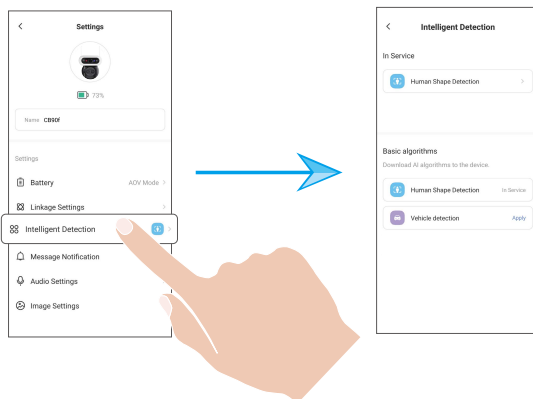 Settings
73%
Name CB90f
Settings
Battery AOV Mode
Linkage Settings
Intelligent Detection
Message Notification
Audio Settings
Image Settings
Intelligent Detection
In Service
Human Shape Detection
Basic algorithms
Download AI algorithms to the device.
Human Shape Detection In Service
Vehicle detection Apply